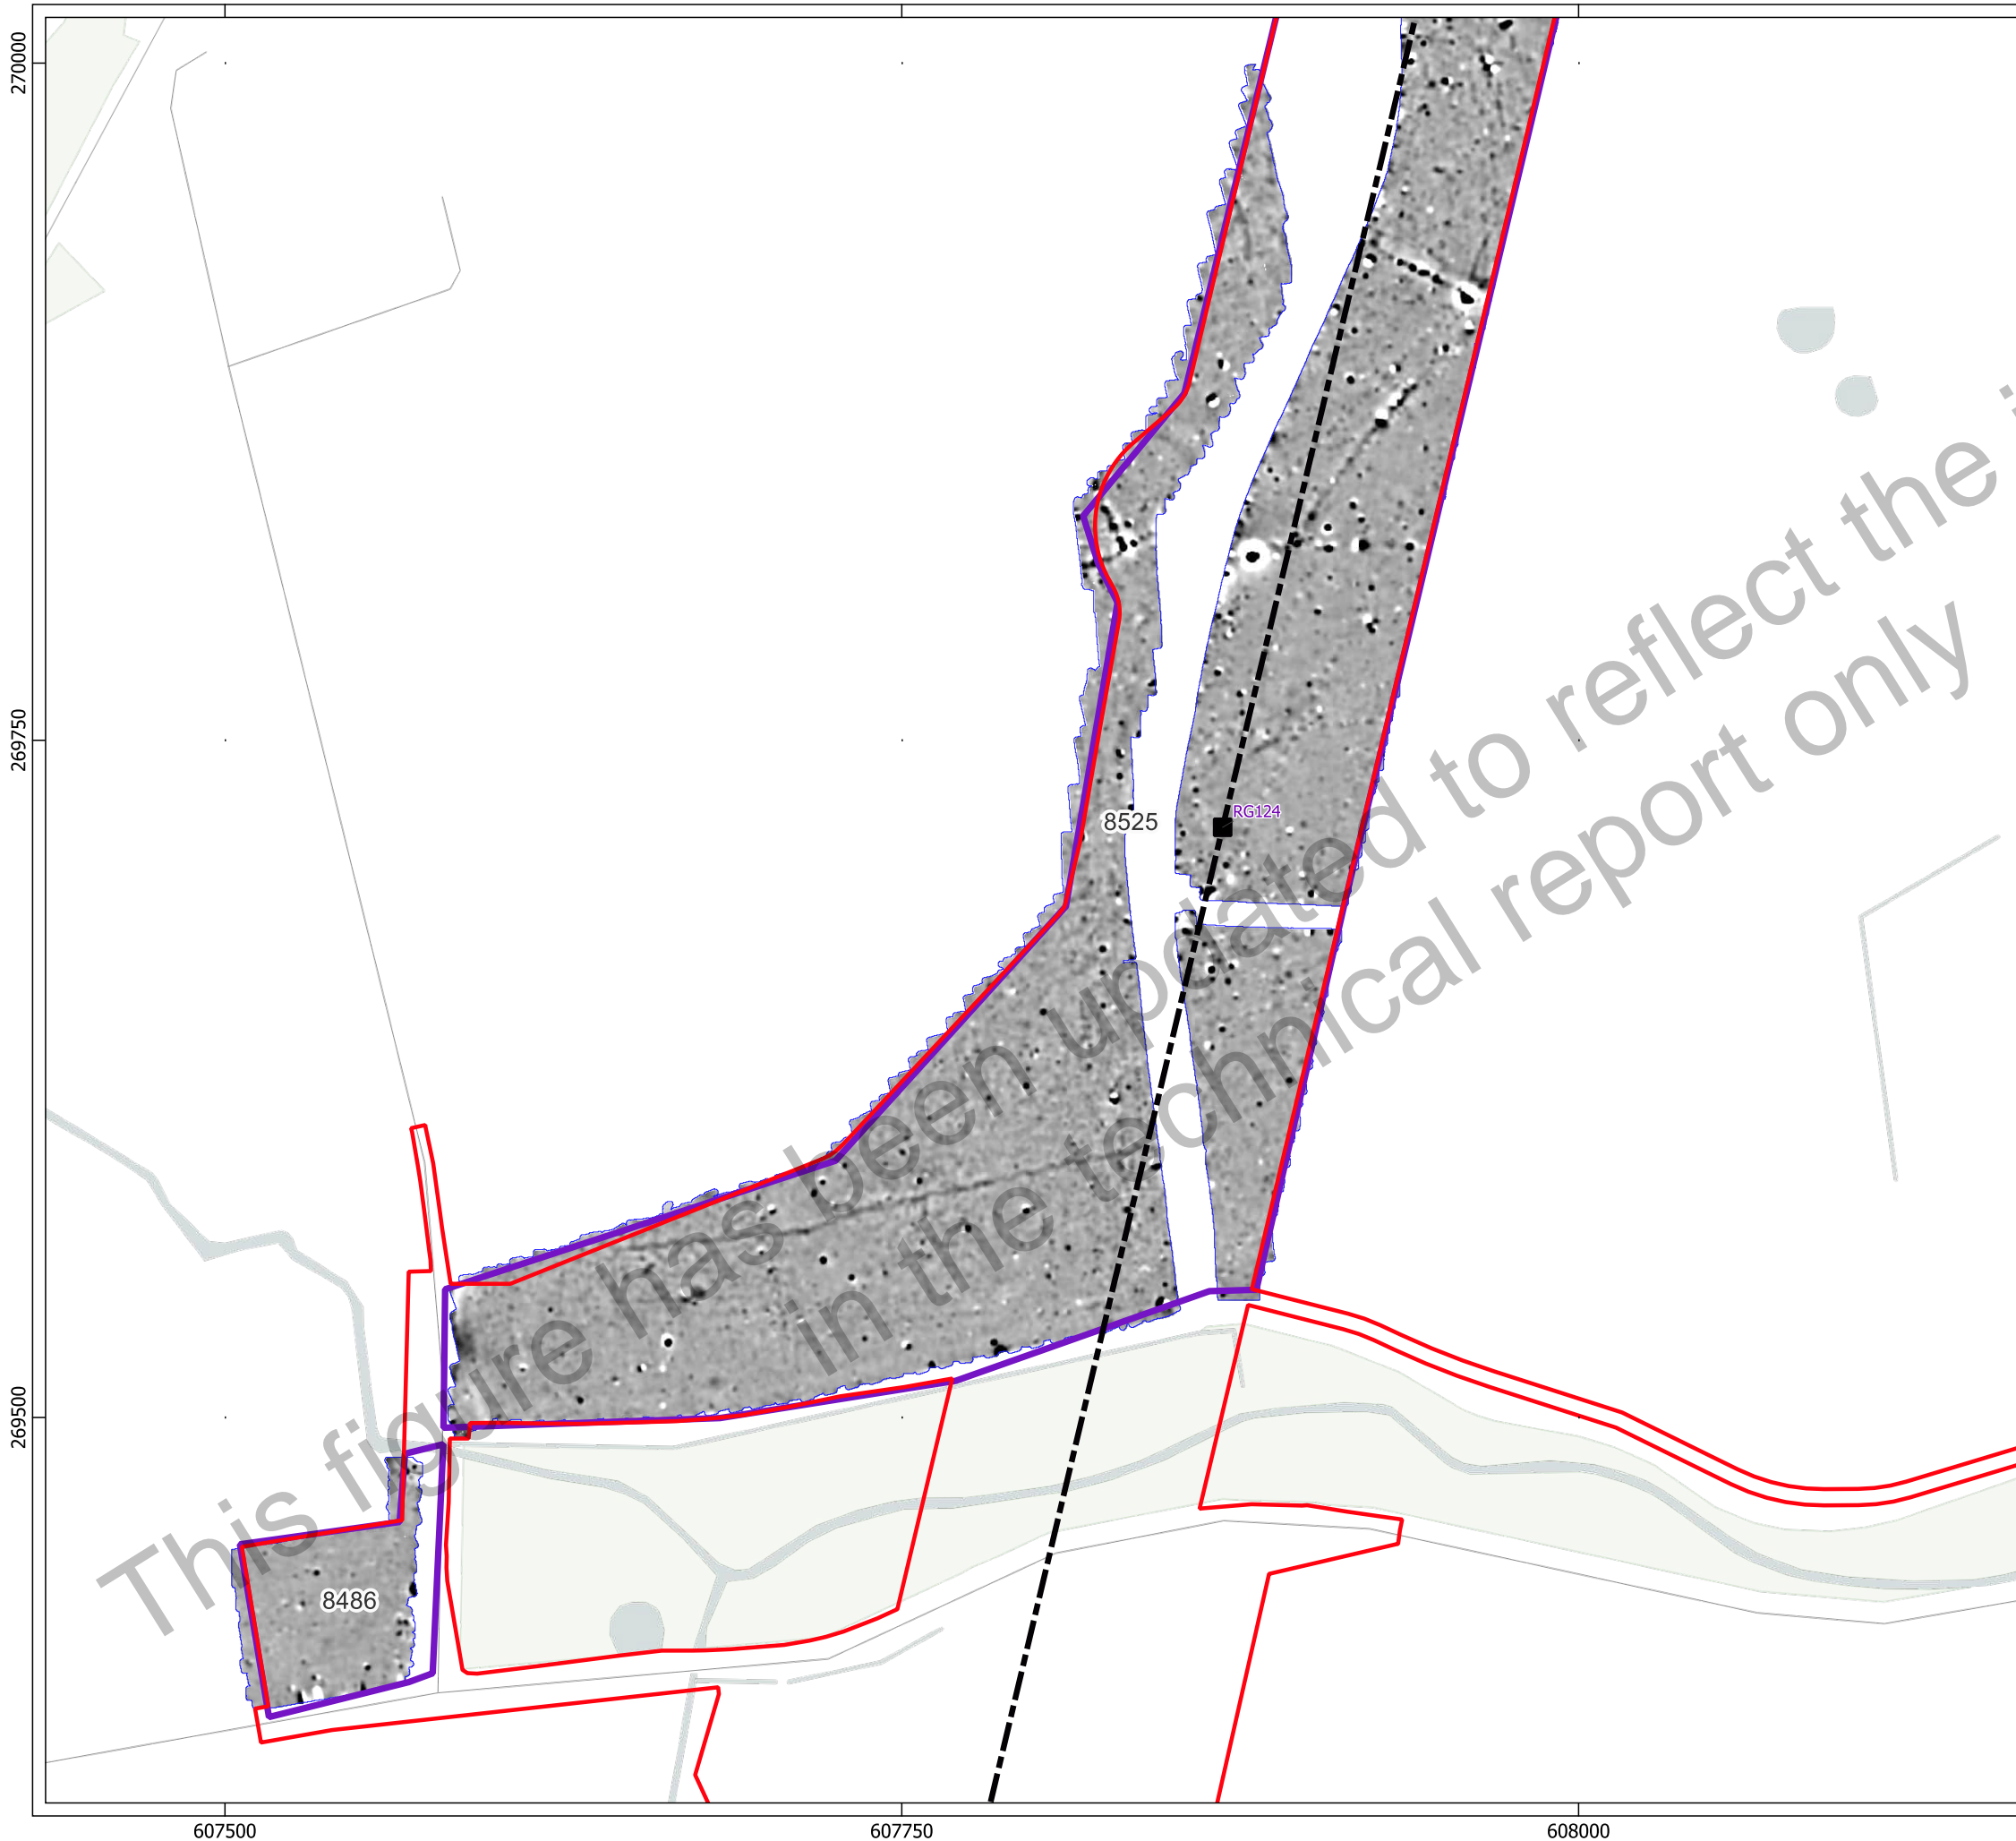 270000
269750
269500
607500
607750
608000
8525
RG124
8486
This figure has been updated to reflect the
in the technical report only